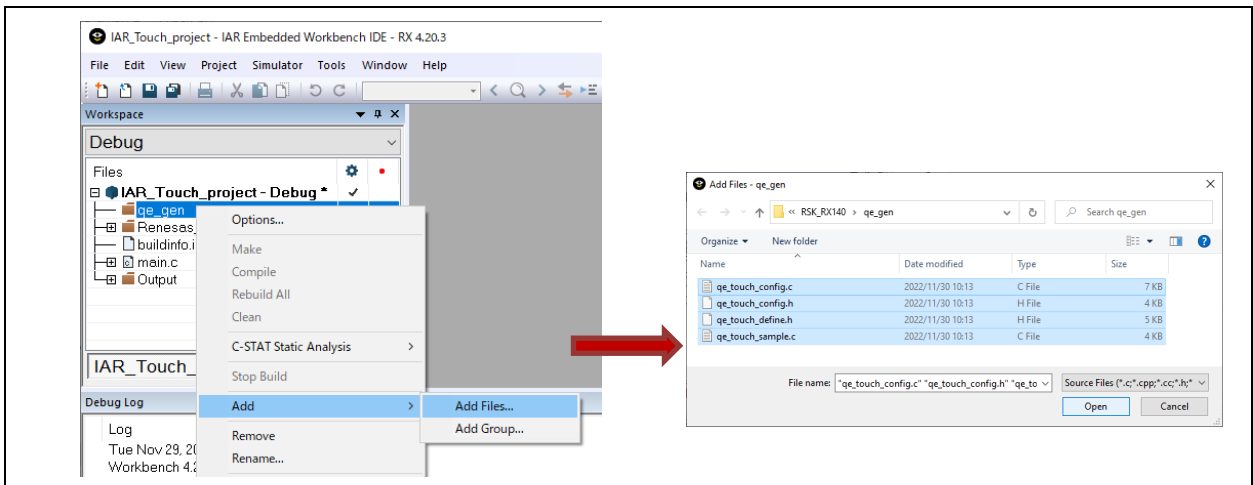 IAR_Touch_project - IAR Embedded Workbench IDE - RX 4.20.3
File Edit View Project Simulator Tools Window Help
Workspace
Debug
Files
IAR_Touch_project - Debug *
qe_gen
Renesas_
buildinfo.i
main.c
Output
IAR_Touch_
Debug Log
Log
Tue Nov 29, 20
Workbench 4.2
Options...
Make
Compile
Rebuild All
Clean
C-STAT Static Analysis
Stop Build
Add
Remove
Rename...
Add Files...
Add Group...
Add Files - qe_gen
« RSK_RX140 › qe_gen
Search qe_gen
Organize New folder
Name Date modified Type Size
qe_touch_config.c 2022/11/30 10:13 C File 7 KB
qe_touch_config.h 2022/11/30 10:13 H File 4 KB
qe_touch_define.h 2022/11/30 10:13 H File 5 KB
qe_touch_sample.c 2022/11/30 10:13 C File 4 KB
File name: "qe_touch_config.c" "qe_touch_config.h" "qe_to Source Files (*.c;*.cpp;*.cc;*.h;*
Open Cancel